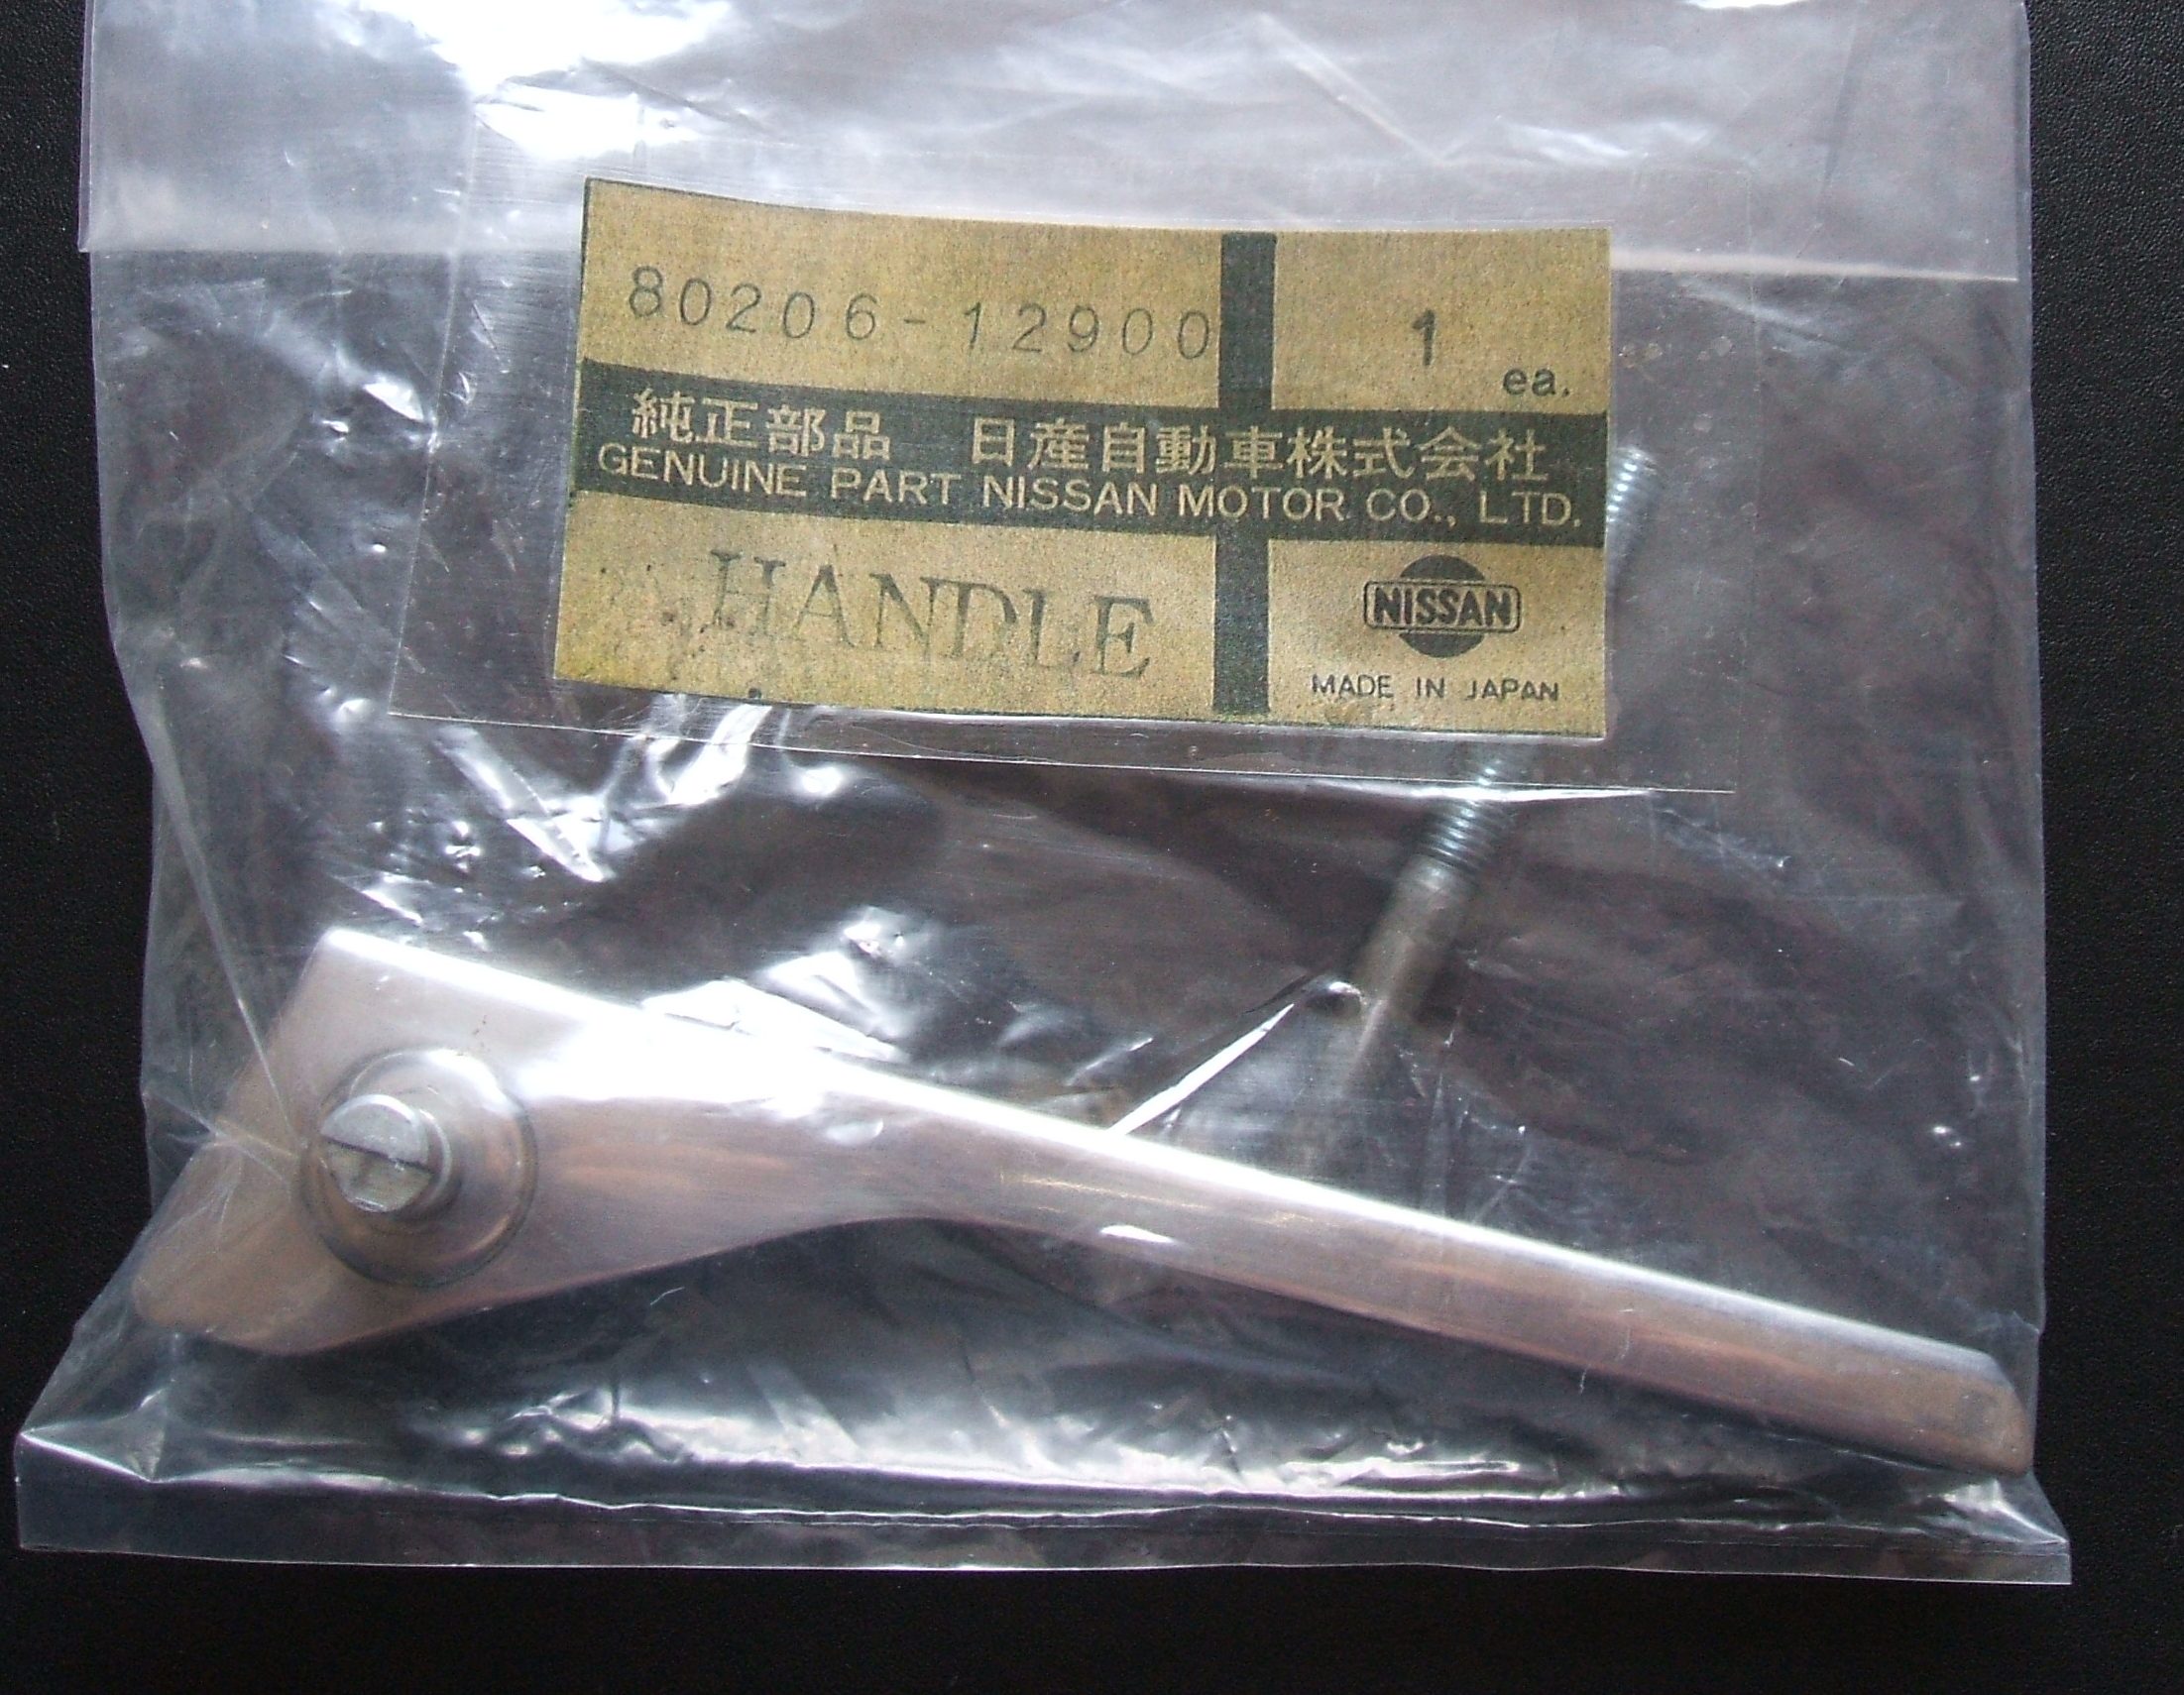 80206-12900
1
ea.
純正部品 日産自動車株式会社
GENUINE PART NISSAN MOTOR CO., LTD.
HANDLE
NISSAN
MADE IN JAPAN